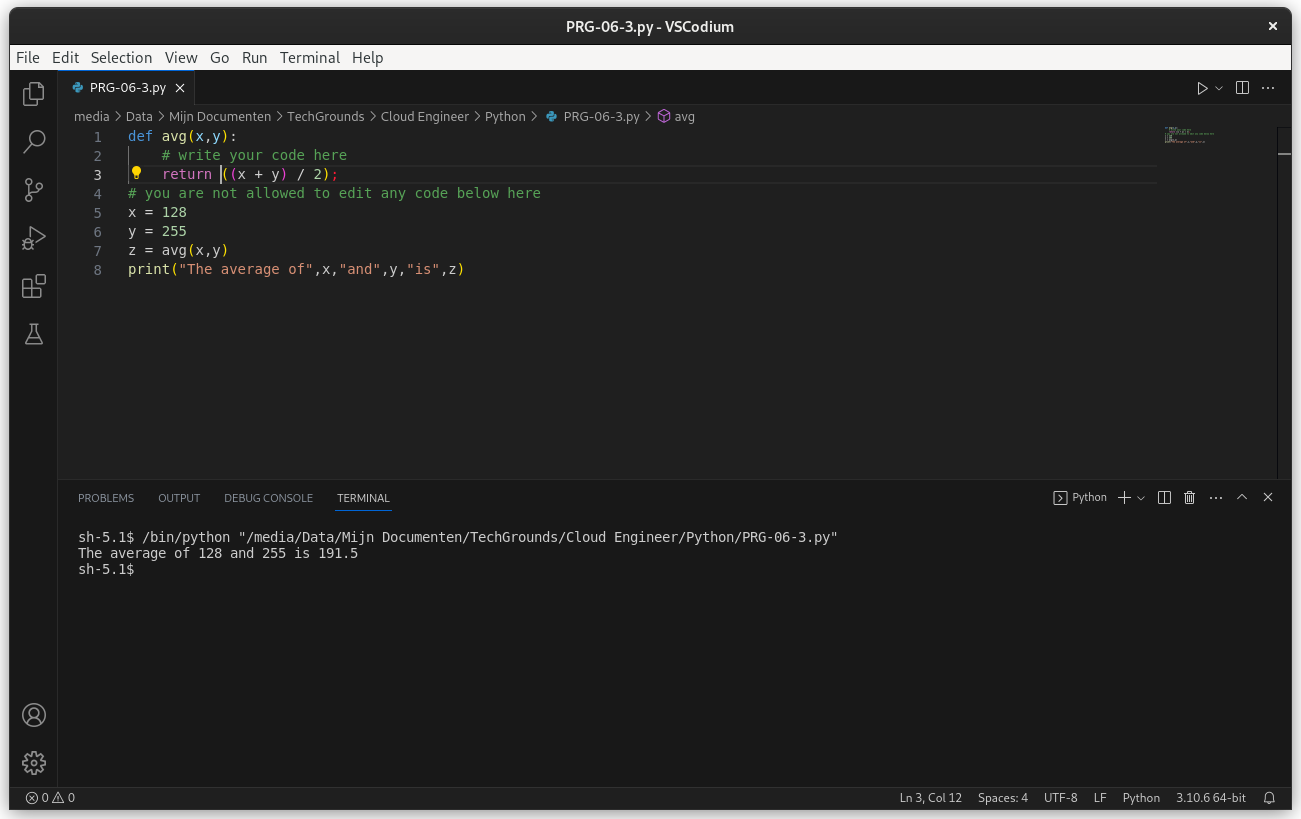 PRG-06-3.py - VSCodium
File Edit Selection View Go Run Terminal Help
PRG-06-3.py
media > Data > Mijn Documenten > TechGrounds > Cloud Engineer > Python > PRG-06-3.py > avg
1 def avg(x,y):
2     # write your code here
3     return ((x + y) / 2);
4 # you are not allowed to edit any code below here
5 x = 128
6 y = 255
7 z = avg(x,y)
8 print("The average of",x,"and",y,"is",z)
PROBLEMS OUTPUT DEBUG CONSOLE TERMINAL Python
sh-5.1$ /bin/python "/media/Data/Mijn Documenten/TechGrounds/Cloud Engineer/Python/PRG-06-3.py"
The average of 128 and 255 is 191.5
sh-5.1$
0 0 Ln 3, Col 12 Spaces: 4 UTF-8 LF Python 3.10.6 64-bit